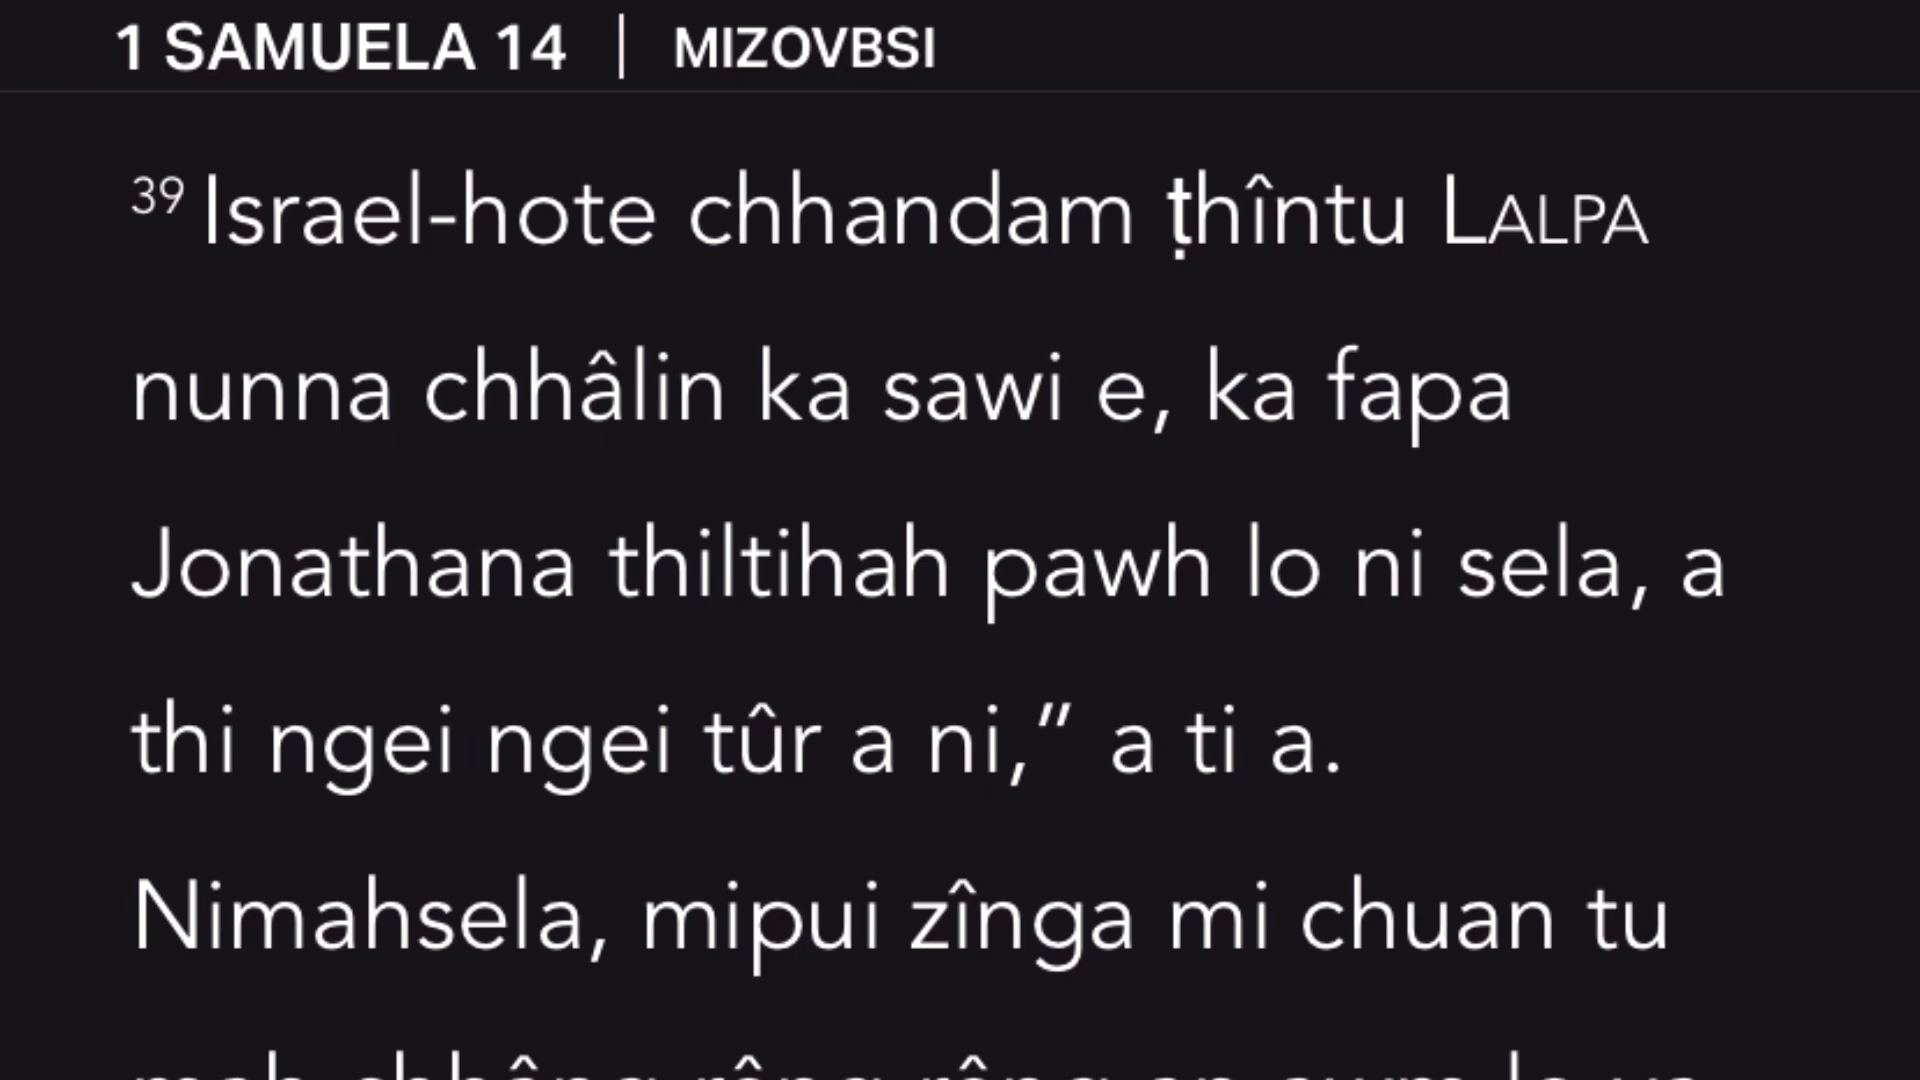 1 SAMUELA 14 | MIZOVBSI
39 Israel-hote chhandam ṭhîntu LALPA
nunna chhâlin ka sawi e, ka fapa
Jonathana thiltihah pawh lo ni sela, a
thi ngei ngei tûr a ni,” a ti a.
Nimahsela, mipui zînga mi chuan tu